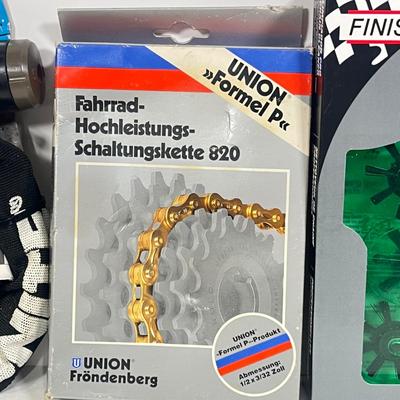 UNION
»Formel P«
Fahrrad-
Hochleistungs-
Schaltungskette 820
UNION
Fröndenberg
UNION®
»Formel P«-Produkt
Abmessung:
1/2 x 3/32 Zoll
FINIS